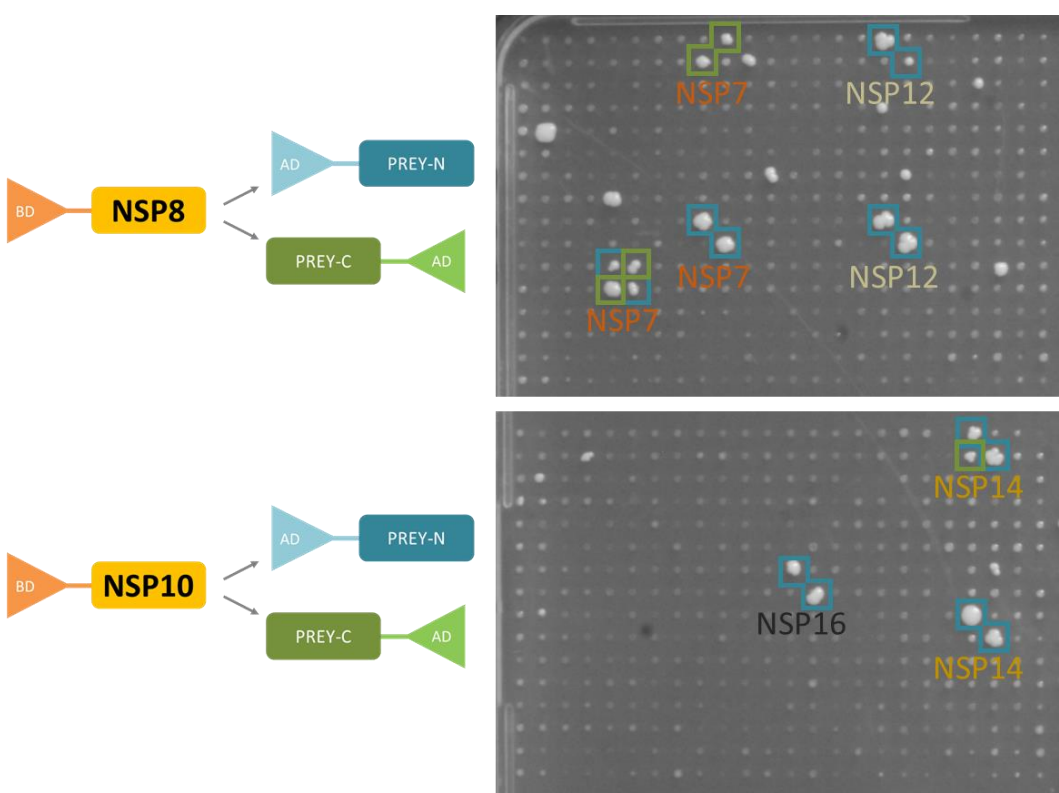 NSP7
NSP12
AD
PREY-N
BD
NSP8
PREY-C
AD
NSP7
NSP12
NSP7
NSP14
AD
PREY-N
BD
NSP10
NSP16
PREY-C
AD
NSP14